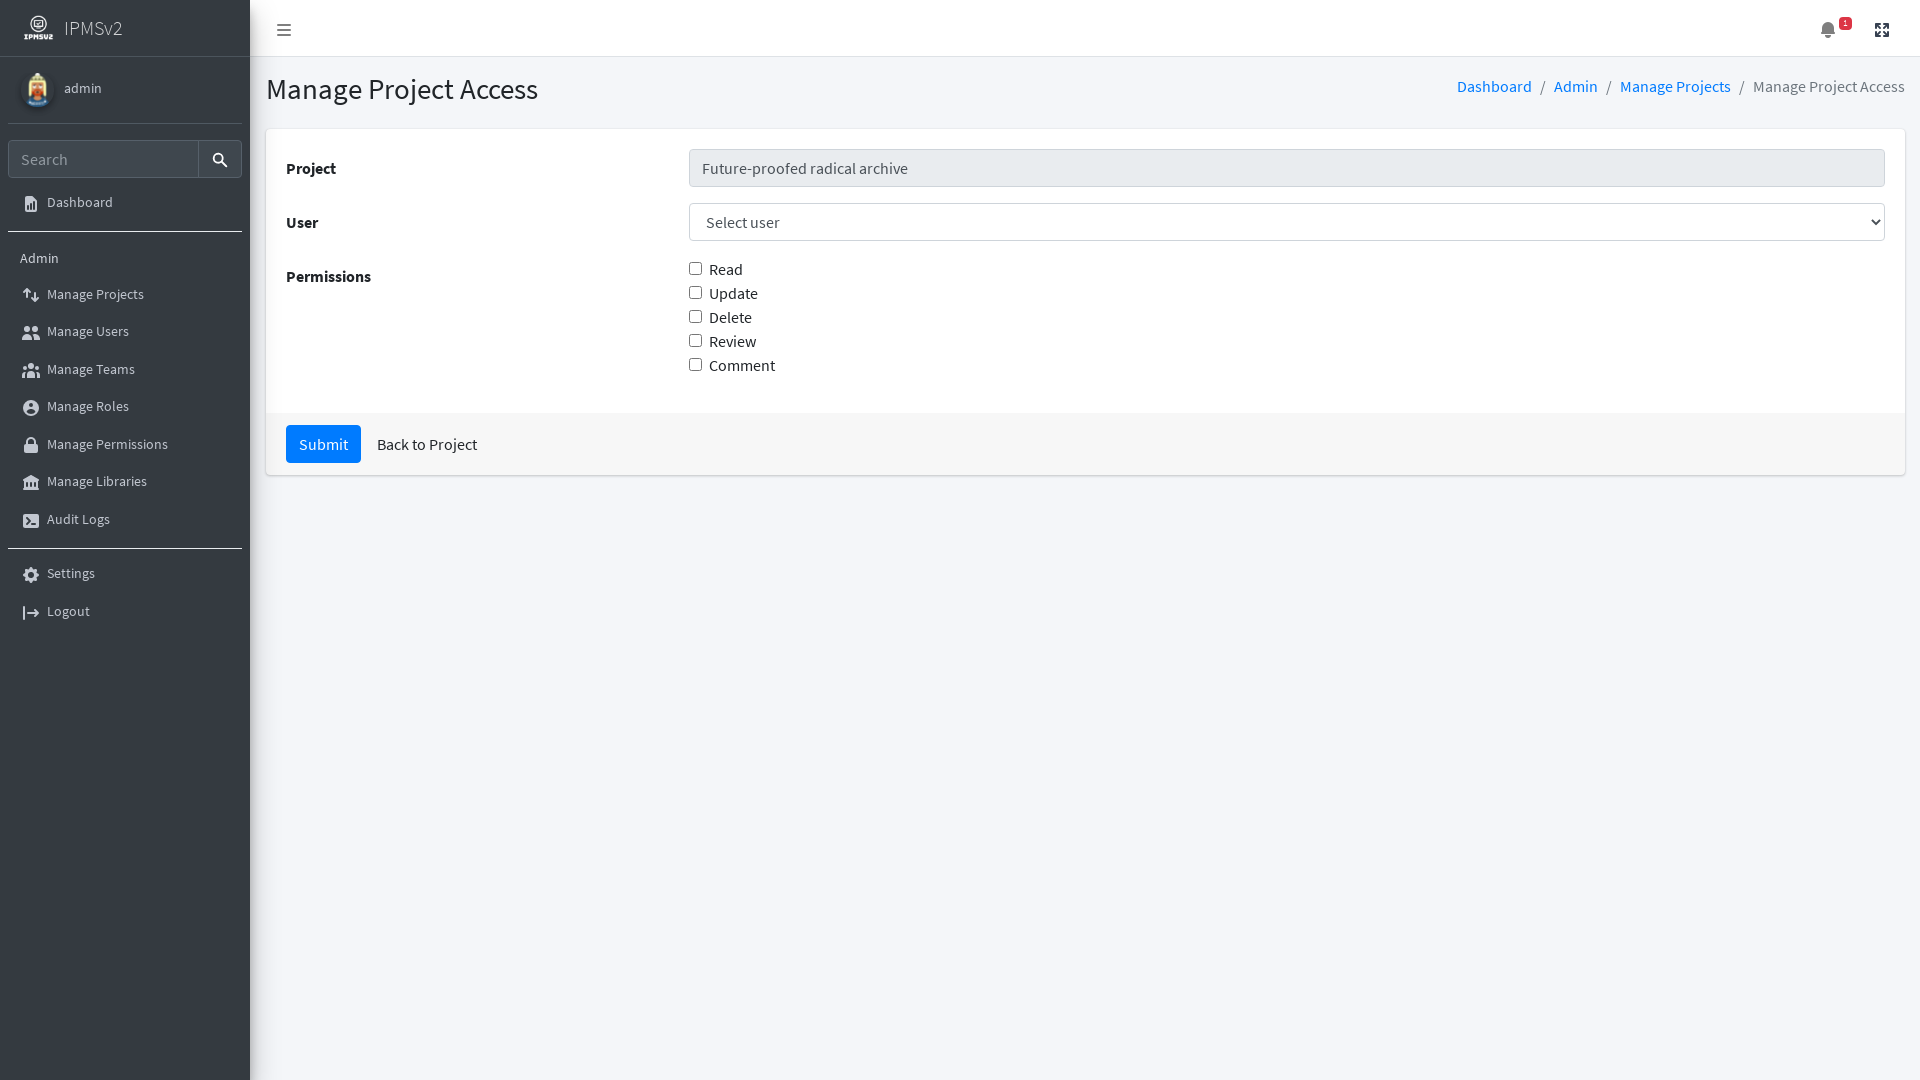 IPMSV2
IPMSv2
1
admin
Manage Project Access
Dashboard / Admin / Manage Projects / Manage Project Access
Search
Dashboard
Admin
Manage Projects
Manage Users
Manage Teams
Manage Roles
Manage Permissions
Manage Libraries
Audit Logs
Settings
Logout
Project
Future-proofed radical archive
User
Select user
Permissions
Read
Update
Delete
Review
Comment
Submit
Back to Project